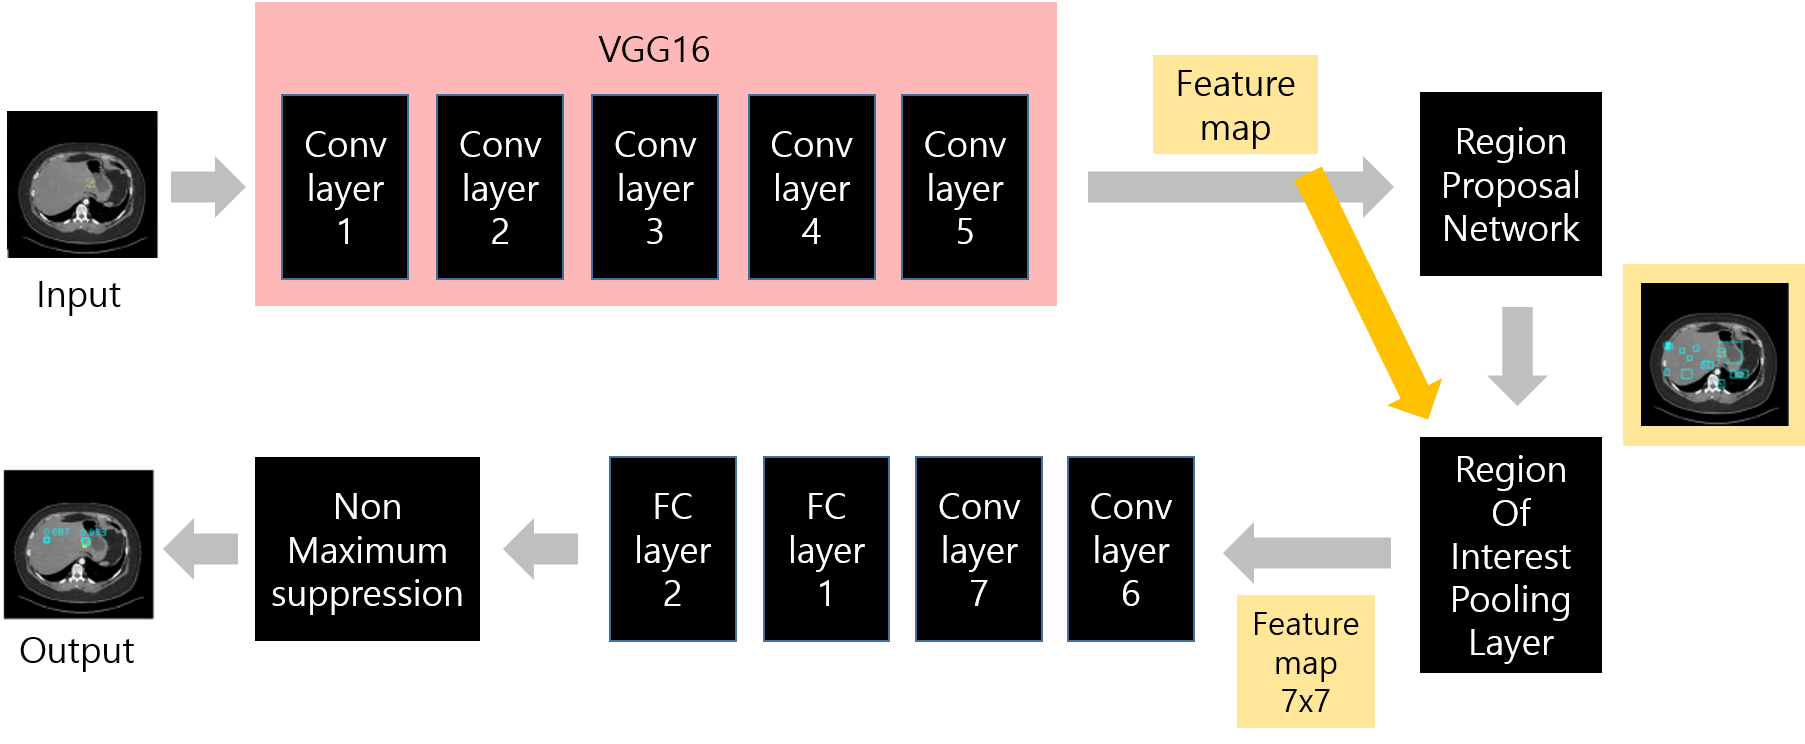 VGG16
Input
Conv
layer
1
Conv
layer
2
Conv
layer
3
Conv
layer
4
Conv
layer
5
Feature
map
Region
Proposal
Network
Region
Of
Interest
Pooling
Layer
Feature
map
7x7
Conv
layer
6
Conv
layer
7
FC
layer
1
FC
layer
2
Non
Maximum
suppression
Output